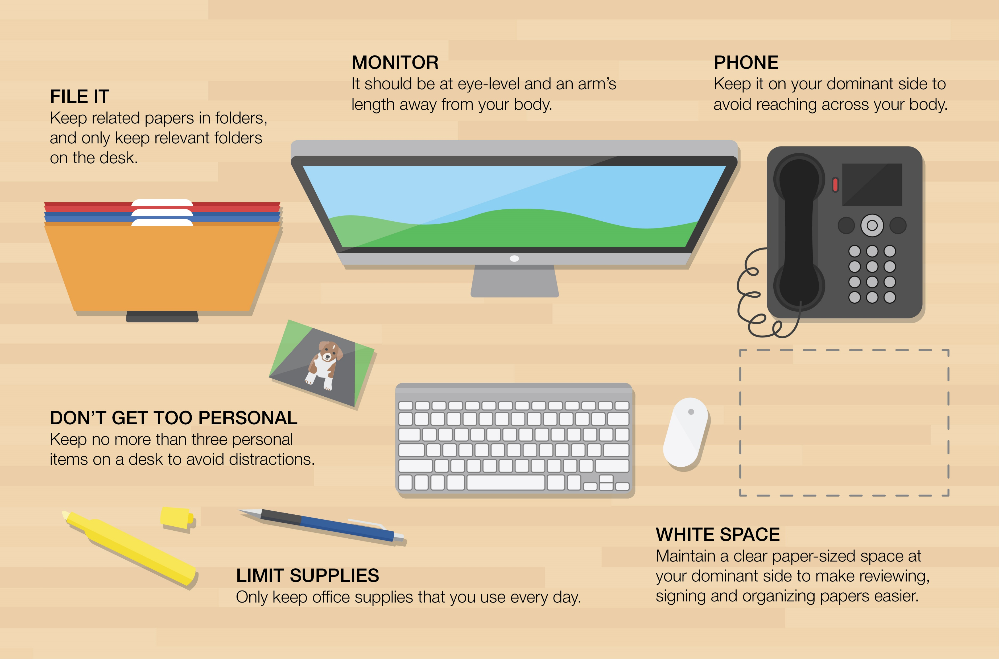 FILE IT
Keep related papers in folders,
and only keep relevant folders
on the desk.
MONITOR
It should be at eye-level and an arm’s
length away from your body.
PHONE
Keep it on your dominant side to
avoid reaching across your body.
DON’T GET TOO PERSONAL
Keep no more than three personal
items on a desk to avoid distractions.
LIMIT SUPPLIES
Only keep office supplies that you use every day.
WHITE SPACE
Maintain a clear paper-sized space at
your dominant side to make reviewing,
signing and organizing papers easier.